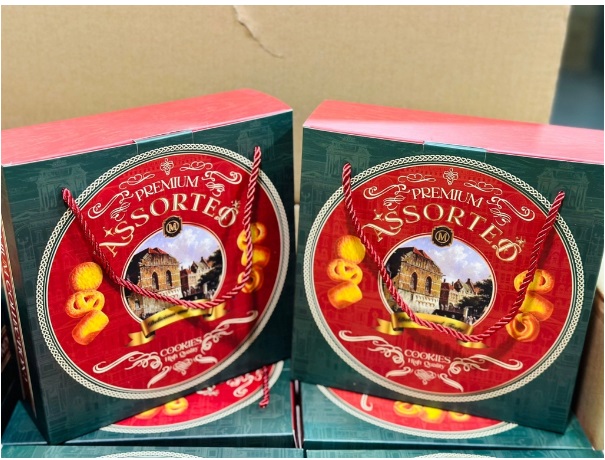 PREMIUM
ASSORTED
M
COOKIES
High Quality
PREMIUM
ASSORTED
M
COOKIES
High Quality